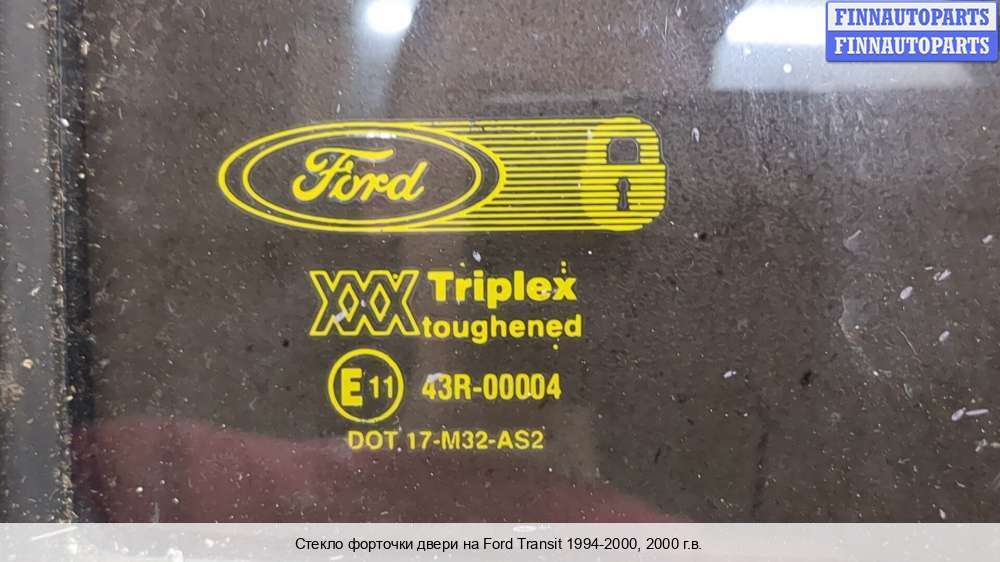 FINNAUTOPARTS
FINNAUTOPARTS
Ford
XXX Triplex
toughened
E 11 43R-00004
DOT 17-M32-AS2
Стекло форточки двери на Ford Transit 1994-2000, 2000 г.в.